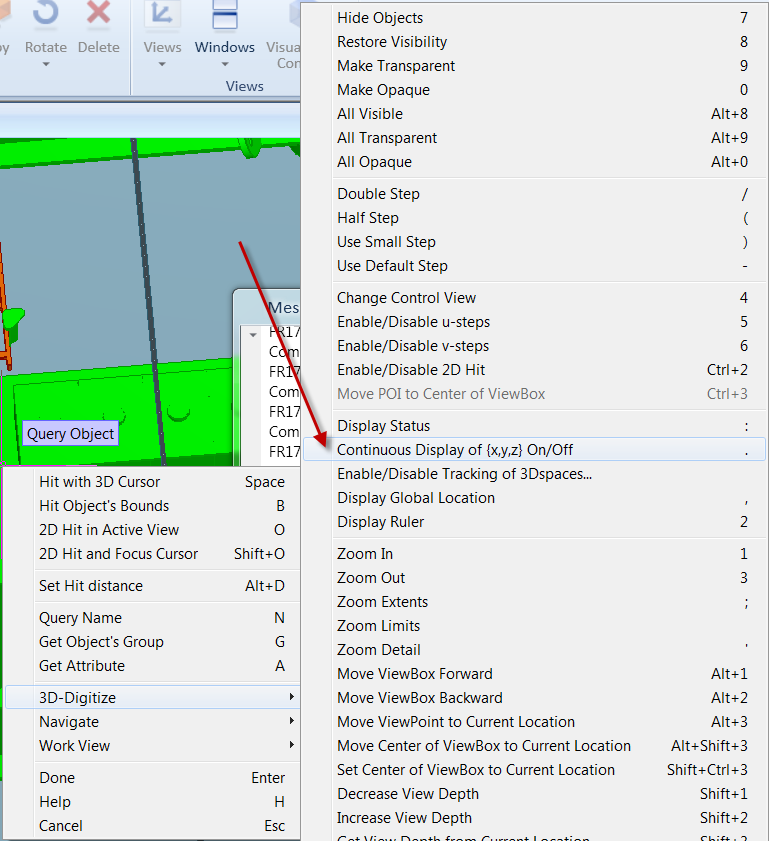 Rotate
Delete
Views
Windows
Visua
Con
Views
Mes
FR17
Com
FR17
Com
FR17
Com
FR17
Query Object
Hit with 3D Cursor Space
Hit Object's Bounds B
2D Hit in Active View O
2D Hit and Focus Cursor Shift+O
Set Hit distance Alt+D
Query Name N
Get Object's Group G
Get Attribute A
3D-Digitize
Navigate
Work View
Done Enter
Help H
Cancel Esc
Hide Objects 7
Restore Visibility 8
Make Transparent 9
Make Opaque 0
All Visible Alt+8
All Transparent Alt+9
All Opaque Alt+0
Double Step /
Half Step (
Use Small Step )
Use Default Step -
Change Control View 4
Enable/Disable u-steps 5
Enable/Disable v-steps 6
Enable/Disable 2D Hit Ctrl+2
Move POI to Center of ViewBox Ctrl+3
Display Status :
Continuous Display of {x,y,z} On/Off .
Enable/Disable Tracking of 3Dspaces...
Display Global Location ,
Display Ruler 2
Zoom In 1
Zoom Out 3
Zoom Extents ;
Zoom Limits
Zoom Detail '
Move ViewBox Forward Alt+1
Move ViewBox Backward Alt+2
Move ViewPoint to Current Location Alt+3
Move Center of ViewBox to Current Location Alt+Shift+3
Set Center of ViewBox to Current Location Shift+Ctrl+3
Decrease View Depth Shift+1
Increase View Depth Shift+2
Get View Depth from Current Location Shift+3